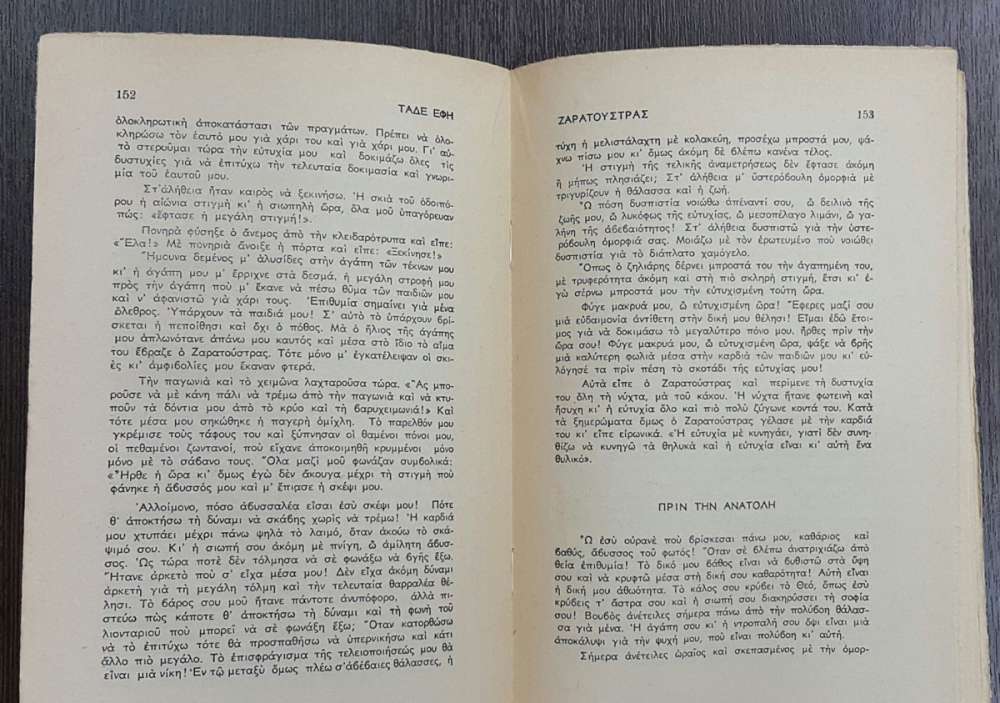 152
ΤΑΔΕ ΕΦΗ
ὁλοκληρωτικὴ ἀποκατάστασι τῶν πραγμάτων. Πρέπει νὰ ὁλο-
κληρώσω τὸν ἑαυτό μου γιὰ χάρι του καὶ γιὰ χάρι μου. Γι' αὐ-
τὸ στεροῦμαι τώρα τὴν εὐτυχία μου καὶ δοκιμάζω ὅλες τὶς
δυστυχίες γιὰ νὰ ἐπιτύχω τὴν τελευταία δοκιμασία καὶ γνωρι-
μία τοῦ ἑαυτοῦ μου.
Στ' ἀλήθεια ἦταν καιρὸς νὰ ξεκινήσω. Ἡ σκιὰ τοῦ ὁδοιπό-
ρου ἡ αἰώνια στιγμὴ κι' ἡ σιωπηλὴ ὥρα, ὅλα μοῦ ὑπαγόρευαν
πώς: «ἔφτασε ἡ μεγάλη στιγμή!».
Πονηρὰ φύσηξε ὁ ἄνεμος ἀπὸ τὴν κλειδαρότρυπα καὶ εἶπε:
«Ἔλα!» Μὲ πονηριὰ ἄνοιξε ἡ πόρτα καὶ εἶπε: «Ξεκίνησε!»
Ἤμουνα δεμένος μ' ἁλυσίδες στὴν ἀγάπη τῶν τέκνων μου
κι' ἡ ἀγάπη μου μ' ἔρριχνε στὰ δεσμά, ἡ μεγάλη στροφή μου
πρὸς τὴν ἀγάπη ποὺ μ' ἔκανε νὰ πέσω θύμα τῶν παιδιῶν μου
καὶ ν' ἀφανιστῶ γιὰ χάρι τους. Ἐπιθυμία σημαίνει γιὰ μένα
ὄλεθρος. Ὑπάρχουν τὰ παιδιά μου! Σ' αὐτὸ τὸ ὑπάρχουν βρί-
σκεται ἡ πεποίθησι καὶ ὄχι ὁ πόθος. Μὰ ὁ ἥλιος τῆς ἀγάπης
μου ἁπλωνότανε ἀπάνω μου καυτὸς καὶ μέσα στὸ ἴδιο τὸ αἷμα
του ἔβραζε ὁ Ζαρατούστρας. Τότε μόνο μ' ἐγκατέλειψαν οἱ σκι-
ὲς κι' ἀμφιβολίες μου ἔκαναν φτερά.
Τὴν παγωνιὰ καὶ τὸ χειμῶνα λαχταροῦσα τώρα. «Ἂς μπο-
ροῦσε νὰ μὲ κάνη πάλι νὰ τρέμω ἀπὸ τὴν παγωνιὰ καὶ νὰ κτυ-
ποῦν τὰ δόντια μου ἀπὸ τὸ κρύο καὶ τὴ βαρυχειμωνιά!» Καὶ
τότε μέσα μου σηκώθηκε ἡ παγερὴ ὀμίχλη. Τὸ παρελθόν μου
γκρέμισε τοὺς τάφους του καὶ ξύπνησαν οἱ θαμένοι πόνοι μου,
οἱ πεθαμένοι ζωντανοί, ποὺ εἴχανε ἀποκοιμηθῆ κρυμμένοι μόνο
μόνο μὲ τὸ σάβανο τους. Ὅλα μαζί μοῦ φωνάζαν συμβολικά:
«Ἦρθε ἡ ὥρα κι' ὅμως ἐγὼ δὲν ἄκουγα μέχρι τὴ στιγμὴ ποὺ
φάνηκε ἡ ἄβυσσός μου καὶ μ' ἔπιασε ἡ σκέψι μου.
Ἀλλοίμονο, πόσο ἀβυσσαλέα εἶσαι ἐσὺ σκέψι μου! Πότε
θ' ἀποκτήσω τὴ δύναμι νὰ σκάβης χωρὶς νὰ τρέμω! Ἡ καρδιά
μου χτυπάει μέχρι πάνω ψηλὰ τὸ λαιμό, ὅταν ἀκούω τὸ σκά-
ψιμό σου. Κι' ἡ σιωπή σου ἀκόμη μὲ πνίγη, ὦ ἀμίλητη ἄβυσ-
σος. Ὡς τώρα ποτὲ δὲν τόλμησα νὰ σὲ φωνάξω νὰ βγῆς ἔξω.
Ἤτανε ἀρκετὸ ποὺ σ' εἶχα μέσα μου! Δὲν εἶχα ἀκόμη δύναμι
ἀρκετὴ γιὰ τὴ μεγάλη τόλμη καὶ τὴν τελευταία θαρραλέα θέ-
λησι. Τὸ βάρος σου μοῦ ἤτανε πάντοτε ἀνυπόφορο, ἀλλὰ πι-
στεύω πὼς κάποτε θ' ἀποκτήσω τὴ δύναμι καὶ τὴ φωνὴ τοῦ
λιονταριοῦ ποὺ μπορεῖ νὰ σὲ φωνάξη ἔξω; Ὅταν κατορθώσω
νὰ τὸ ἐπιτύχω τότε θὰ προσπαθήσω νὰ ὑπερνικήσω καὶ κάτι
ἄλλο πιὸ μεγάλο. Τὸ ἐπισφράγισμα τῆς τελειοποιήσεώς μου θὰ
εἶναι μιὰ νίκη! Ἐν τῷ μεταξὺ ὅμως πλέω σ' ἀβέβαιες θάλασσες, ἡ
ΖΑΡΑΤΟΥΣΤΡΑΣ
153
τύχη ἡ μελιστάλαχτη μὲ κολακεύη, προσέχω μπροστά μου, ψά-
χνω πίσω μου κι' ὅμως ἀκόμη δὲ βλέπω κανένα τέλος.
Ἡ στιγμὴ τῆς τελικῆς ἀναμετρήσεως δὲν ἔφτασε ἀκόμη
ἢ μήπως πλησιάζει; Στ' ἀλήθεια μ' ὑστερόβουλη ὀμορφιὰ μὲ
τριγυρίζουν ἡ θάλασσα κι ἡ ζωή.
Ὤ πόση δυσπιστία νοιώθω ἀπέναντί σου, ὦ δειλινὸ τῆς
ζωῆς μου, ὦ λυκόφως τῆς εὐτυχίας, ὦ μεσοπέλαγο λιμάνι, ὦ γα-
λήνη τῆς ἀβεβαιότητος! Στ' ἀλήθεια δυσπιστῶ γιὰ τὴν ὑστε-
ρόβουλη ὀμορφιά σας. Μοιάζω μὲ τὸν ἐρωτευμένο ποὺ νοιώθει
δυσπιστία γιὰ τὸ διάπλατο χαμόγελο.
Ὅπως ὁ ζηλιάρης δέρνει μπροστά του τὴν ἀγαπημένη του,
μὲ τρυφερότητα ἀκόμη καὶ στὴ πιὸ σκληρὴ στιγμή, ἔτσι κι' ἐ-
γὼ σέρνω μπροστά μου τὴν εὐτυχισμένη τούτη ὥρα.
Φύγε μακρυά μου, ὦ εὐτυχισμένη ὥρα! Ἔφερες μαζί σου
μιὰ εὐδαιμονία ἀντίθετη στὴν δική μου θέλησι! Εἶμαι ἐδῶ ἕτοι-
μος γιὰ νὰ δοκιμάσω τὸ μεγαλύτερο πόνο μου. ἦρθες πρὶν τὴν
ὥρα σου! Φύγε μακρυά μου, ὦ εὐτυχισμένη ὥρα, ψάξε νὰ βρῆς
μιὰ καλύτερη φωλιὰ μέσα στὴν καρδιὰ τῶν παιδιῶν μου κι' εὐ-
λόγησέ τα πρὶν πέση τὸ σκοτάδι τῆς εὐτυχίας μου!
Αὐτὰ εἶπε ὁ Ζαρατούστρας καὶ περίμενε τὴ δυστυχία
του ὅλη τὴ νύχτα, μὰ τοῦ κάκου. Ἡ νύχτα ἤτανε φωτεινὴ καὶ
ἥσυχη κι' ἡ εὐτυχία ὅλο καὶ πιὸ πολὺ ζύγωνε κοντά του. Κατὰ
τὰ ξημερώματα ὅμως ὁ Ζαρατούστρας γέλασε μὲ τὴν καρδιά
του κι' εἶπε εἰρωνικά. «Ἡ εὐτυχία μὲ κυνηγάει, γιατὶ δὲν συνη-
θίζω νὰ κυνηγῶ τὰ θηλυκὰ καὶ ἡ εὐτυχία εἶναι κι' αὐτὴ ἕνα
θυλικό».
ΠΡΙΝ ΤΗΝ ΑΝΑΤΟΛΗ
Ὤ ἐσὺ οὐρανὲ ποὺ βρίσκεσαι πάνω μου, καθάριος καὶ
βαθύς, ἄβυσσος τοῦ φωτός! Ὅταν σὲ βλέπω ἀνατριχιάζω ἀπὸ
θεία ἐπιθυμία! Τὸ δικό μου βάθος εἶναι νὰ βυθιστῶ στὰ ὕψη
σου καὶ νὰ κρυφτῶ μέσα στὴ δική σου καθαρότητα! Αὐτὴ εἶναι
ἡ δική μου ἀθωότητα. Τὸ κάλος σου κρύβει τὸ Θεό, ὅπως ἐσὺ
κρύβεις τ' ἄστρα σου καὶ ἡ σιωπή σου διακηρύσσει τὴ σοφία
σου! Βουβὸς ἀνέτειλες σήμερα πάνω ἀπὸ τὴν πολύβοη θάλασ-
σα γιὰ μένα. Ἡ ἀγάπη σου κι ἡ ντροπαλή σου ὄψι εἶναι μιὰ
ἀποκάλυψι γιὰ τὴν ψυχή μου, ποὺ εἶναι πολύβοη κι' αὐτή.
Σήμερα ἀνέτειλες ὡραῖος καὶ σκεπασμένος μὲ τὴν ὀμορ-